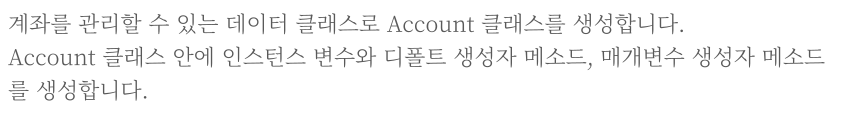 계좌를 관리할 수 있는 데이터 클래스로 Account 클래스를 생성합니다.
Account 클래스 안에 인스턴스 변수와 디폴트 생성자 메소드, 매개변수 생성자 메소드
를 생성합니다.